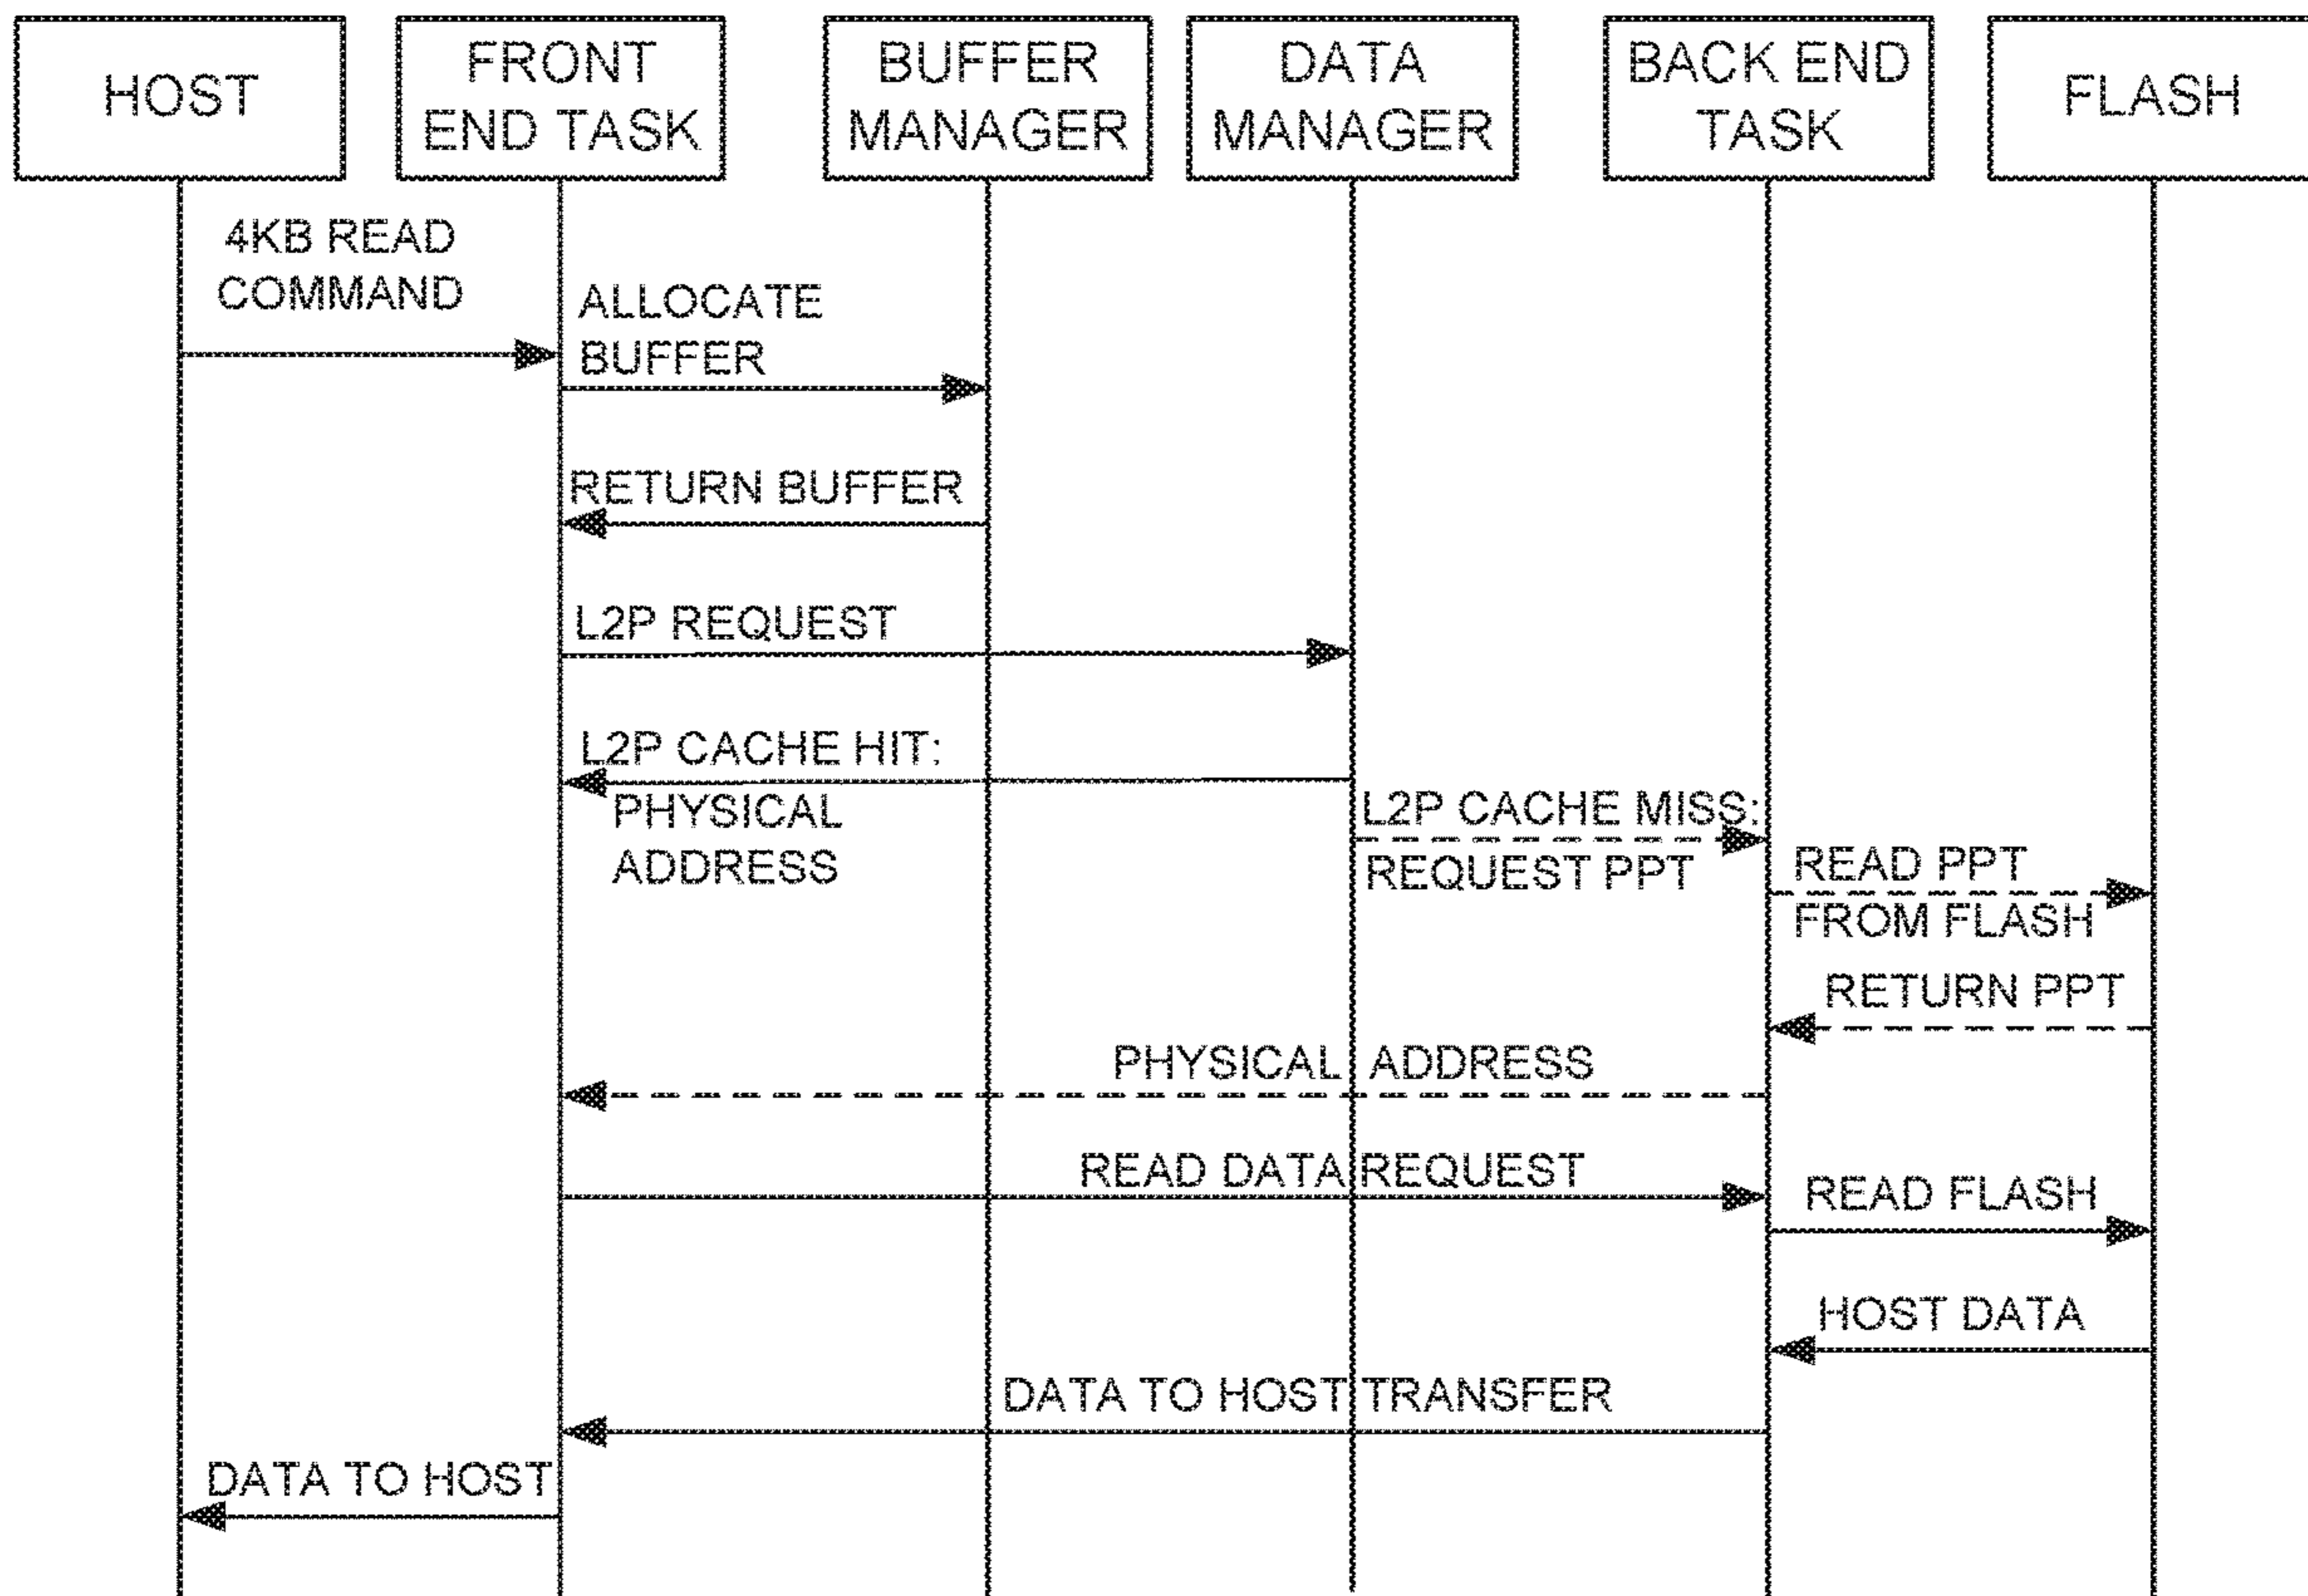 HOST
FRONT
END TASK
BUFFER
MANAGER
DATA
MANAGER
BACK END
TASK
FLASH
4KB READ
COMMAND
ALLOCATE
BUFFER
RETURN BUFFER
L2P REQUEST
L2P CACHE HIT:
PHYSICAL
ADDRESS
L2P CACHE MISS:
REQUEST PPT
READ PPT
FROM FLASH
RETURN PPT
PHYSICAL ADDRESS
READ DATA REQUEST
READ FLASH
HOST DATA
DATA TO HOST TRANSFER
DATA TO HOST